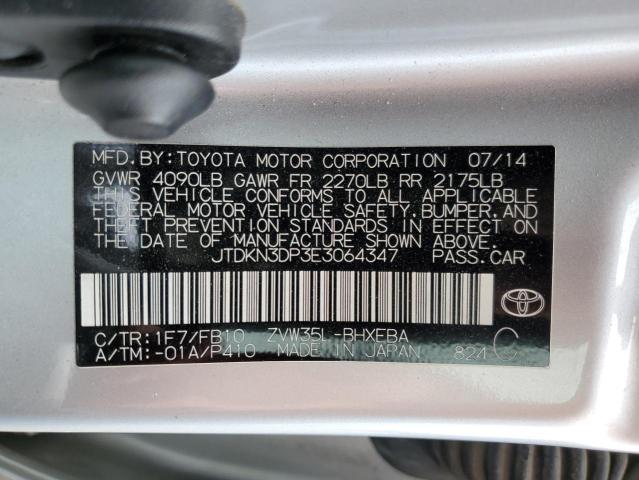 MFD.BY:TOYOTA MOTOR CORPORATION 07/14
GVWR 4090LB GAWR FR 2270LB RR 2175LB
THIS VEHICLE CONFORMS TO ALL APPLICABLE
FEDERAL MOTOR VEHICLE SAFETY,BUMPER,AND
THEFT PREVENTION STANDARDS IN EFFECT ON
THE DATE OF MANUFACTURE SHOWN ABOVE.
JTDKN3DP3E3064347 PASS.CAR
C/TR:1F7/FB10 ZVW35L-BHXEBA C
A/TM:-01A/P410 MADE IN JAPAN 824